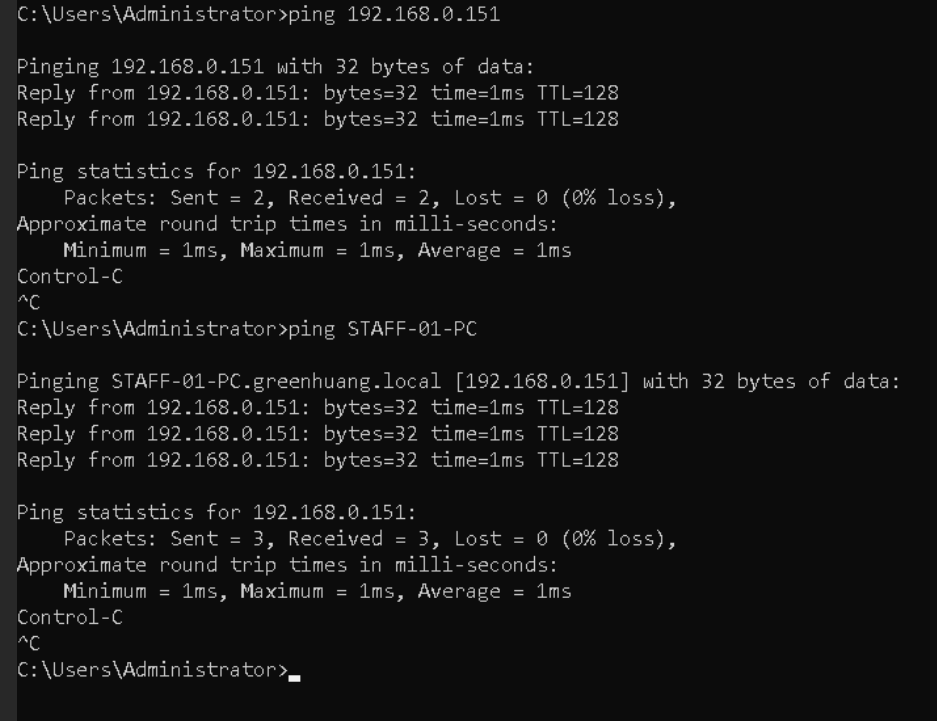 C:\Users\Administrator>ping 192.168.0.151
Pinging 192.168.0.151 with 32 bytes of data:
Reply from 192.168.0.151: bytes=32 time=1ms TTL=128
Reply from 192.168.0.151: bytes=32 time=1ms TTL=128
Ping statistics for 192.168.0.151:
    Packets: Sent = 2, Received = 2, Lost = 0 (0% loss),
Approximate round trip times in milli-seconds:
    Minimum = 1ms, Maximum = 1ms, Average = 1ms
Control-C
^C
C:\Users\Administrator>ping STAFF-01-PC
Pinging STAFF-01-PC.greenhuang.local [192.168.0.151] with 32 bytes of data:
Reply from 192.168.0.151: bytes=32 time=1ms TTL=128
Reply from 192.168.0.151: bytes=32 time=1ms TTL=128
Reply from 192.168.0.151: bytes=32 time=1ms TTL=128
Ping statistics for 192.168.0.151:
    Packets: Sent = 3, Received = 3, Lost = 0 (0% loss),
Approximate round trip times in milli-seconds:
    Minimum = 1ms, Maximum = 1ms, Average = 1ms
Control-C
^C
C:\Users\Administrator>